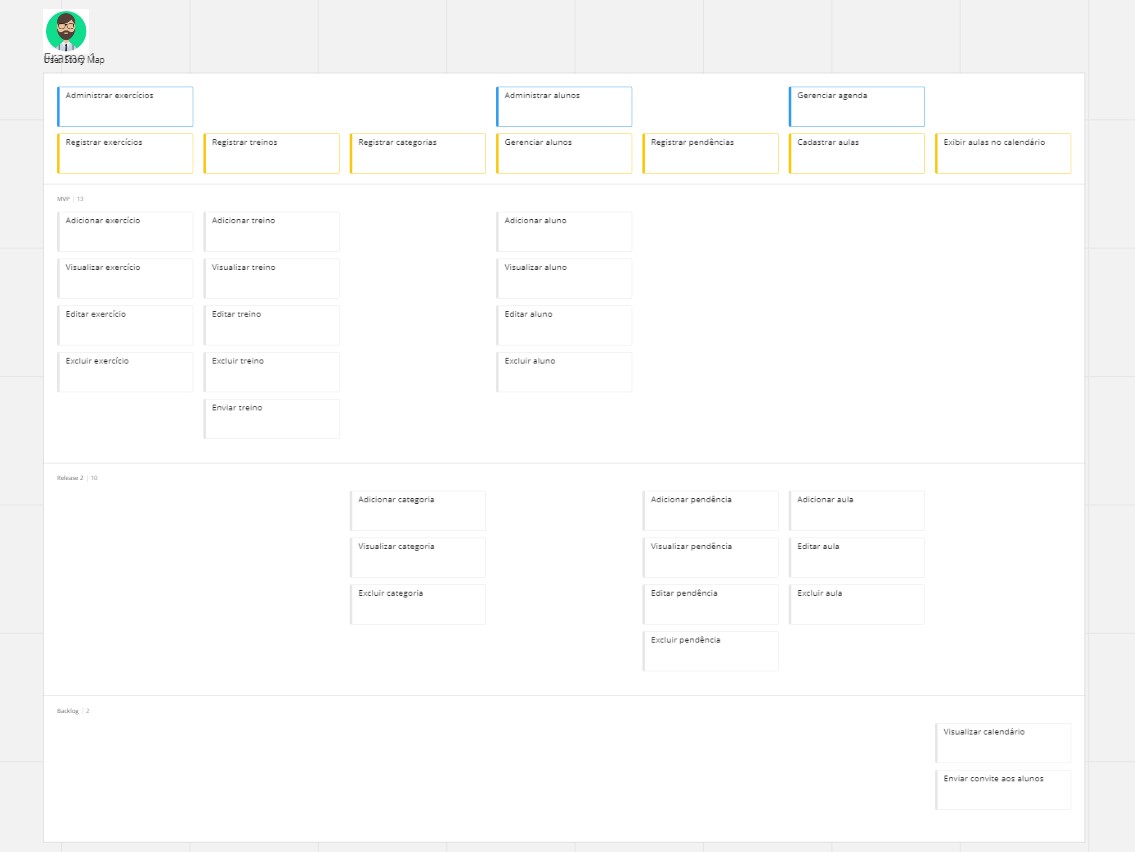 Frame 1
User Story Map
Administrar exercícios
Administrar alunos
Gerenciar agenda
Registrar exercícios
Registrar treinos
Registrar categorias
Gerenciar alunos
Registrar pendências
Cadastrar aulas
Exibir aulas no calendário
MVP | 13
Adicionar exercício
Adicionar treino
Adicionar aluno
Visualizar exercício
Visualizar treino
Visualizar aluno
Editar exercício
Editar treino
Editar aluno
Excluir exercício
Excluir treino
Excluir aluno
Enviar treino
Release 2 | 10
Adicionar categoria
Adicionar pendência
Adicionar aula
Visualizar categoria
Visualizar pendência
Editar aula
Excluir categoria
Editar pendência
Excluir aula
Excluir pendência
Backlog | 2
Visualizar calendário
Enviar convite aos alunos